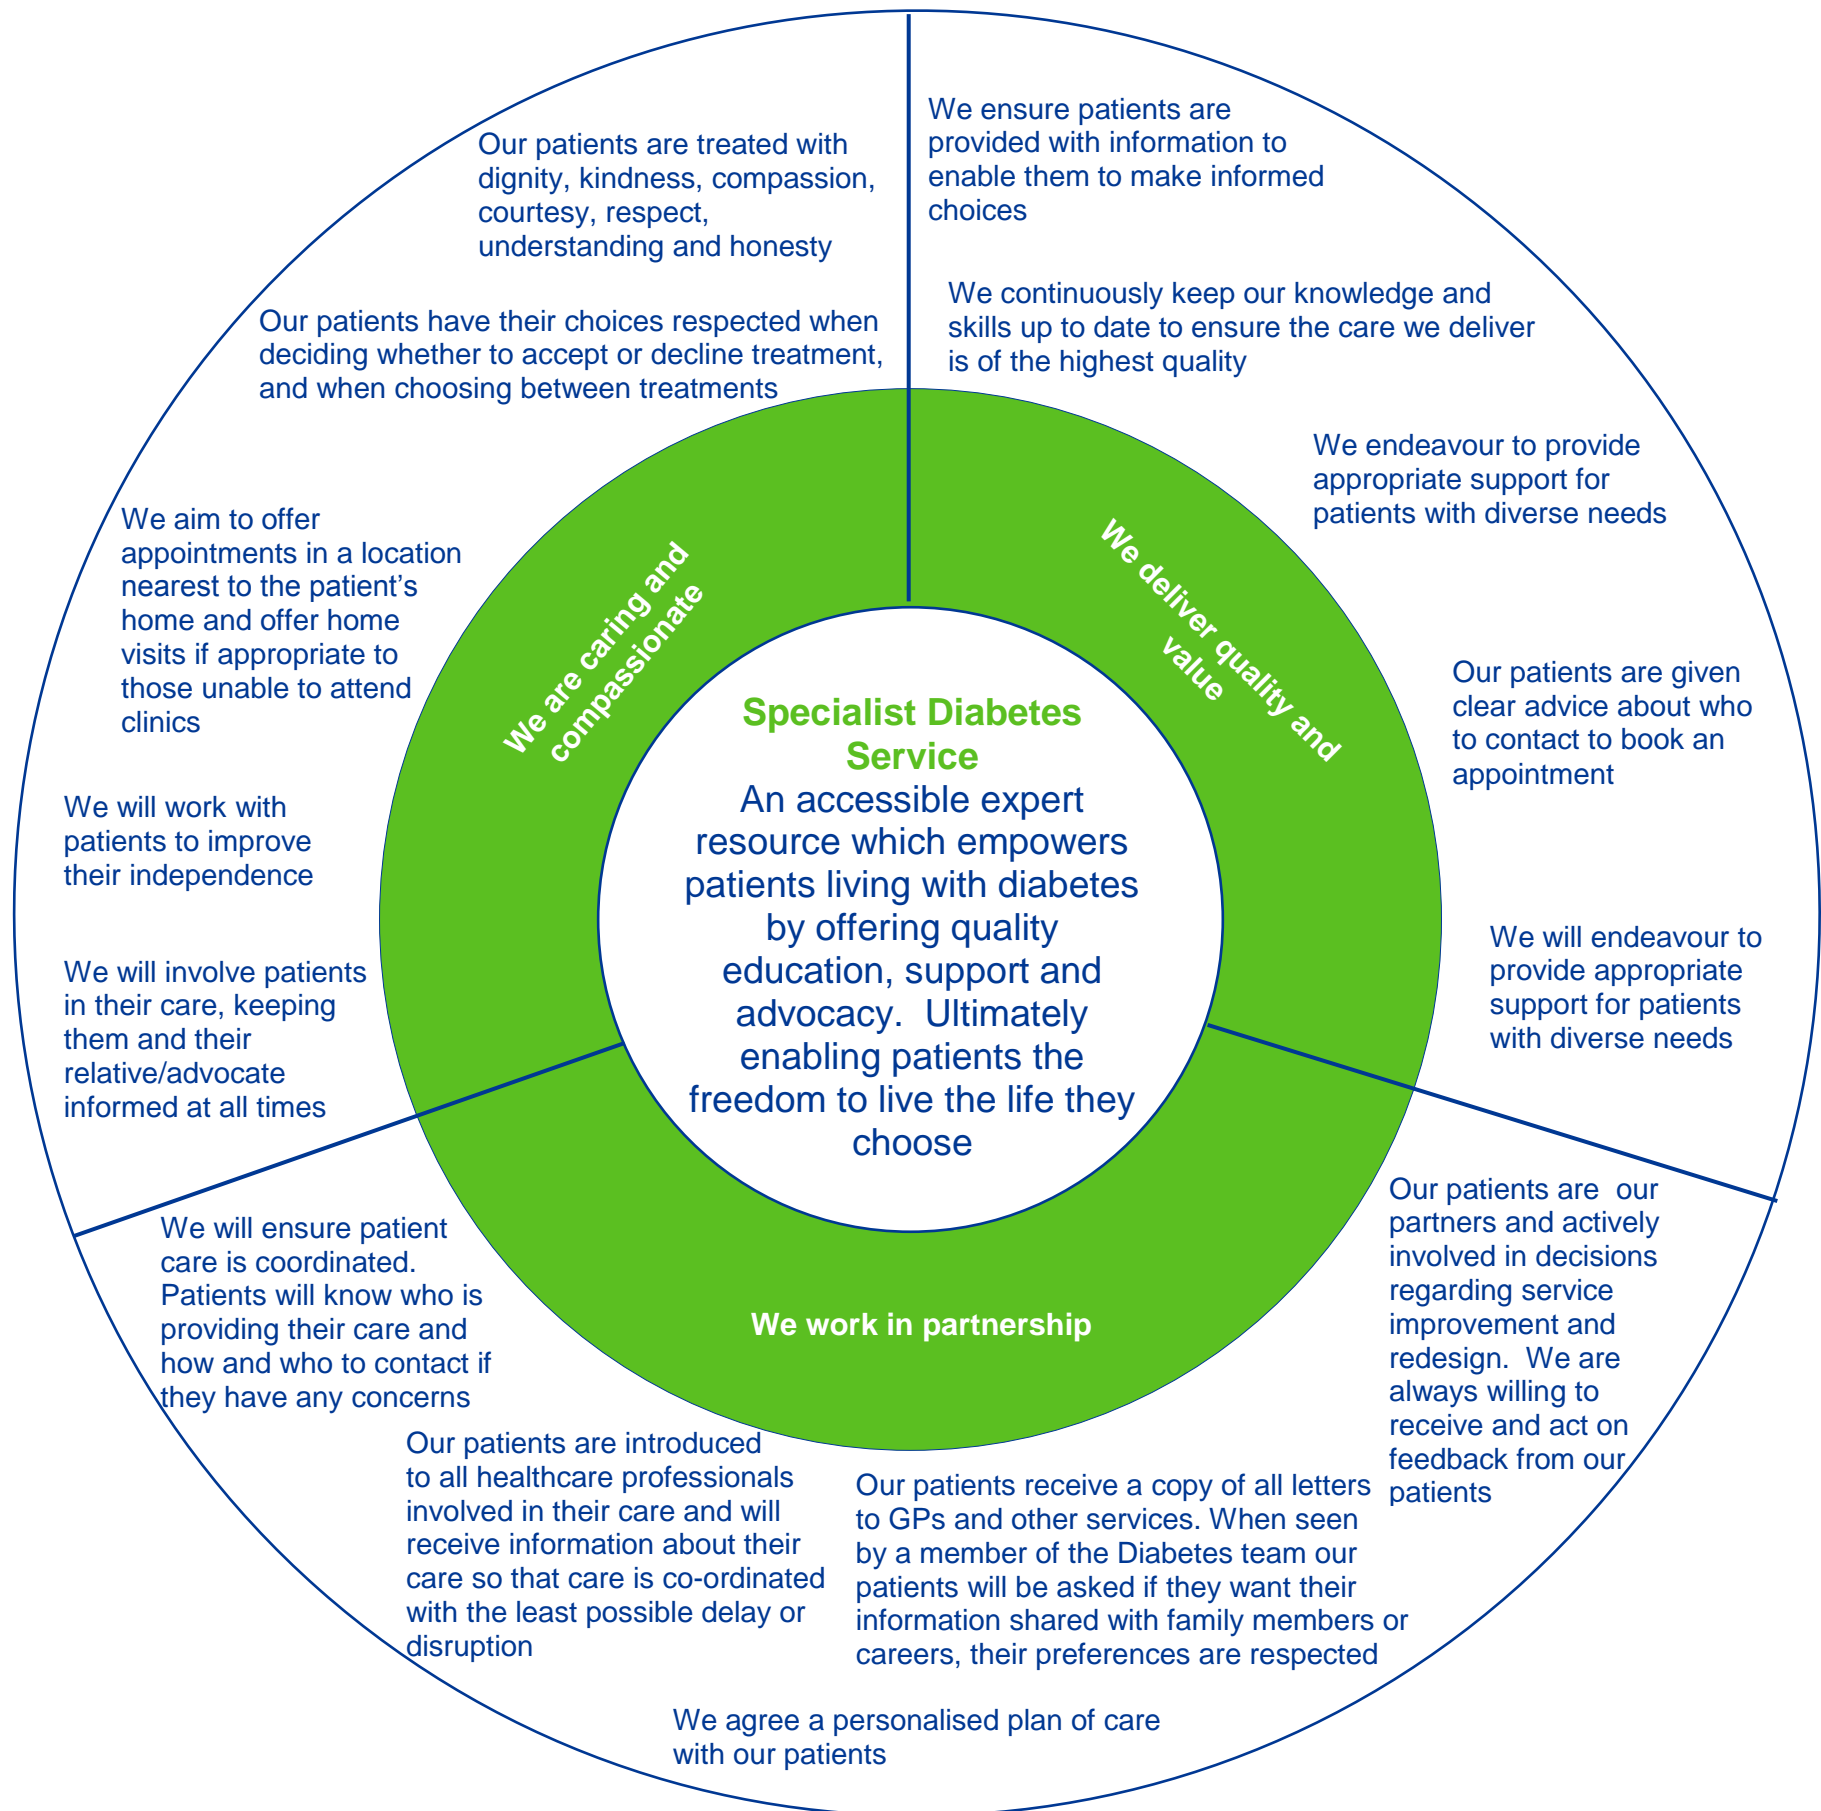 Our patients are treated with
dignity, kindness, compassion,
courtesy, respect,
understanding and honesty
Our patients have their choices respected when
deciding whether to accept or decline treatment,
and when choosing between treatments
We aim to offer
appointments in a location
nearest to the patient’s
home and offer home
visits if appropriate to
those unable to attend
clinics
We will work with
patients to improve
their independence
We will involve patients
in their care, keeping
them and their
relative/advocate
informed at all times
We ensure patients are
provided with information to
enable them to make informed
choices
We continuously keep our knowledge and
skills up to date to ensure the care we deliver
is of the highest quality
We endeavour to provide
appropriate support for
patients with diverse needs
Our patients are given
clear advice about who
to contact to book an
appointment
We will endeavour to
provide appropriate
support for patients
with diverse needs
We are caring and
compassionate
We deliver quality and
value
Specialist Diabetes
Service
An accessible expert
resource which empowers
patients living with diabetes
by offering quality
education, support and
advocacy.  Ultimately
enabling patients the
freedom to live the life they
choose
We work in partnership
We will ensure patient
care is coordinated.
Patients will know who is
providing their care and
how and who to contact if
they have any concerns
Our patients are introduced
to all healthcare professionals
involved in their care and will
receive information about their
care so that care is co-ordinated
with the least possible delay or
disruption
Our patients receive a copy of all letters
to GPs and other services. When seen
by a member of the Diabetes team our
patients will be asked if they want their
information shared with family members or
careers, their preferences are respected
Our patients are  our
partners and actively
involved in decisions
regarding service
improvement and
redesign.  We are
always willing to
receive and act on
feedback from our
patients
We agree a personalised plan of care
with our patients